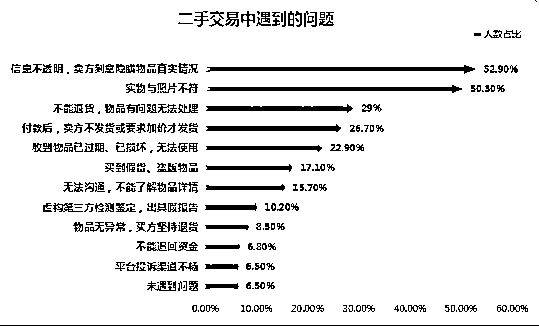 二手交易中遇到的问题
人数占比
信息不透明，卖方刻意隐瞒物品真实情况 52.90%
实物与照片不符 50.30%
不能退货，物品有问题无法处理 29%
付款后，卖方不发货或要求加价才发货 26.70%
收到物品已过期、已损坏，无法使用 22.90%
买到假货、盗版物品 17.10%
无法沟通，不能了解物品详情 15.70%
虚构第三方检测鉴定，出具假报告 10.20%
物品无异常，买方坚持退货 8.50%
不能追回资金 6.80%
平台投诉渠道不畅 6.50%
未遇到问题 6.50%
0.00% 10.00% 20.00% 30.00% 40.00% 50.00% 60.00%